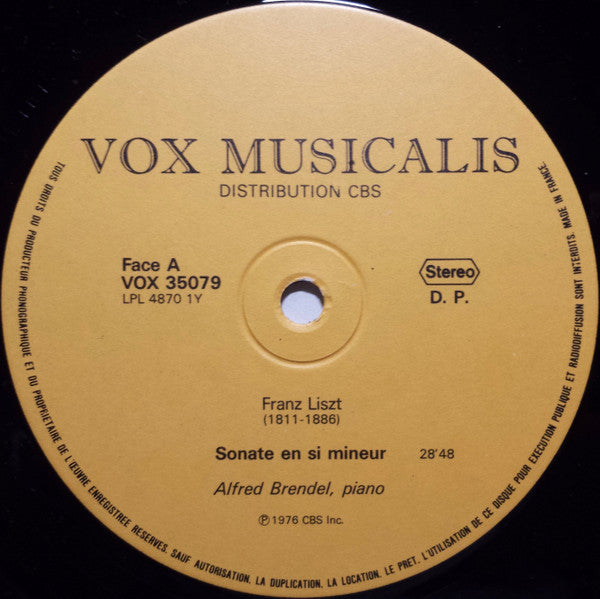 VOX MUSICALIS
DISTRIBUTION CBS
Face A
VOX 35079
LPL 4870 1Y
Stereo
D. P.
Franz Liszt
(1811-1886)
Sonate en si mineur 28'48
Alfred Brendel, piano
℗ 1976 CBS Inc.
TOUS DROITS DU PRODUCTEUR PHONOGRAPHIQUE ET DU PROPRIETAIRE DE L'ŒUVRE ENREGISTREE RESERVES. SAUF AUTORISATION. LA DUPLICATION. LA LOCATION. LE PRET. L'UTILISATION DE CE DISQUE POUR EXECUTION PUBLIQUE ET RADIODIFFUSION SONT INTERDITS. MADE IN FRANCE.